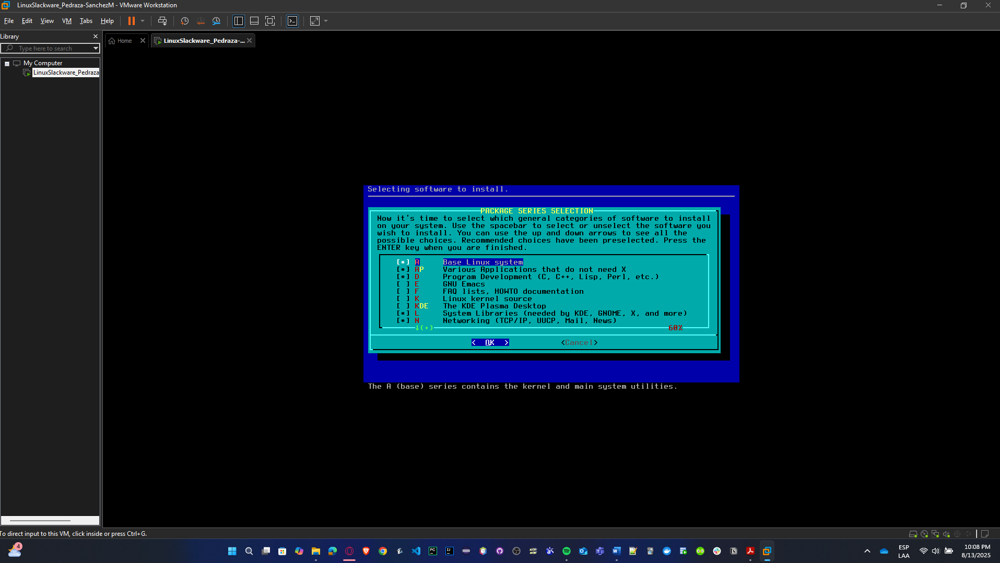 LinuxSlackware_Pedraza-SanchezM - VMware Workstation
File Edit View VM Tabs Help
Library
Home
LinuxSlackware_Pedraza-...
Type here to search
My Computer
LinuxSlackware_Pedraza
Selecting software to install.
PACKAGE SERIES SELECTION
Now it's time to select which general categories of software to install
on your system. Use the spacebar to select or unselect the software you
wish to install. You can use the up and down arrows to see all the
possible choices. Recommended choices have been preselected. Press the
ENTER key when you are finished.
[*] A Base Linux system
[*] AP Various Applications that do not need X
[*] D Program Development (C, C++, Lisp, Perl, etc.)
[ ] E GNU Emacs
[ ] F FAQ lists, HOWTO documentation
[ ] K Linux kernel source
[ ] KDE The KDE Plasma Desktop
[*] L System Libraries (needed by KDE, GNOME, X, and more)
[*] N Networking (TCP/IP, UUCP, Mail, News)
↓(+) 60%
< OK > <Cancel>
The A (base) series contains the kernel and main system utilities.
To direct input to this VM, click inside or press Ctrl+G.
4
PC
IJ
ESP
LAA
10:08 PM
8/13/2025